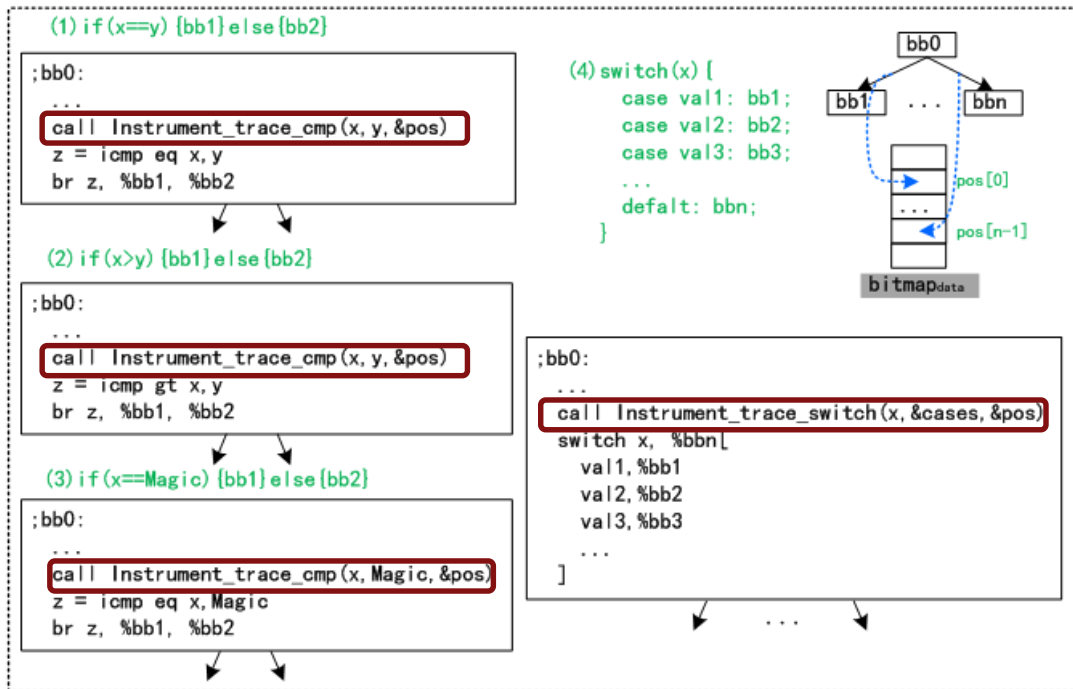 (1) if(x==y) {bb1} else {bb2}
;bb0:
...
call Instrument_trace_cmp(x, y, &pos)
z = icmp eq x, y
br z, %bb1, %bb2
(2) if(x>y) {bb1} else {bb2}
;bb0:
...
call Instrument_trace_cmp(x, y, &pos)
z = icmp gt x, y
br z, %bb1, %bb2
(3) if(x==Magic) {bb1} else {bb2}
;bb0:
...
call Instrument_trace_cmp(x, Magic, &pos)
z = icmp eq x, Magic
br z, %bb1, %bb2
(4) switch(x) [
case val1: bb1;
case val2: bb2;
case val3: bb3;
...
defalt: bbn;
}
bb0
bb1 ... bbn
pos[0]
...
pos[n-1]
bitmapdata
;bb0:
...
call Instrument_trace_switch(x, &cases, &pos)
switch x, %bbn[
val1, %bb1
val2, %bb2
val3, %bb3
...
]
...